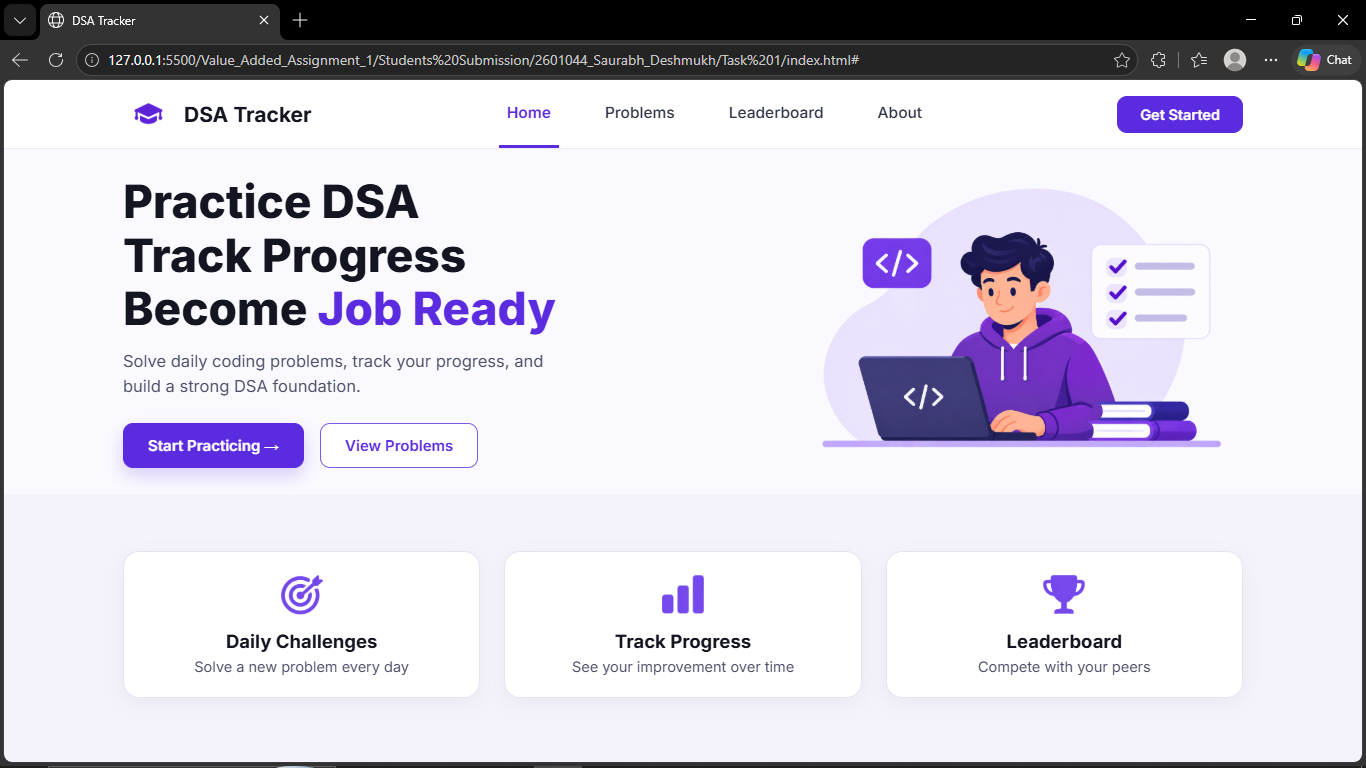 DSA Tracker
127.0.0.1:5500/Value_Added_Assignment_1/Students%20Submission/2601044_Saurabh_Deshmukh/Task%201/index.html#
Chat
DSA Tracker
Home
Problems
Leaderboard
About
Get Started
Practice DSA
Track Progress
Become Job Ready
Solve daily coding problems, track your progress, and
build a strong DSA foundation.
Start Practicing →
View Problems
</>
</>
Daily Challenges
Solve a new problem every day
Track Progress
See your improvement over time
Leaderboard
Compete with your peers